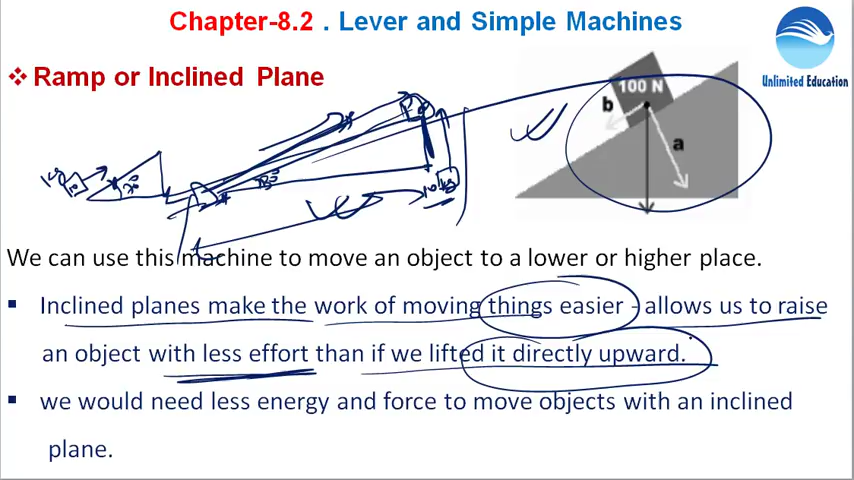 Chapter-8.2 . Lever and Simple Machines
Unlimited Education
❖ Ramp or Inclined Plane
100 N
b
a
We can use this machine to move an object to a lower or higher place.
▪ Inclined planes make the work of moving things easier - allows us to raise
an object with less effort than if we lifted it directly upward.
▪ we would need less energy and force to move objects with an inclined
plane.